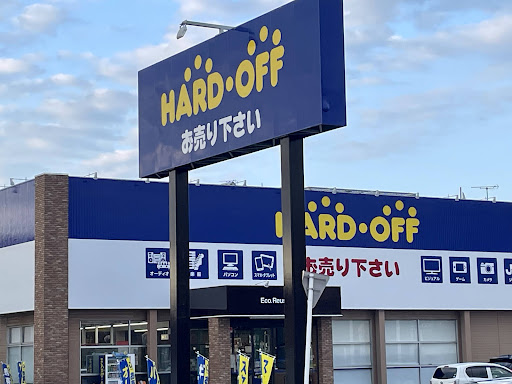 HARD・OFF
お売り下さい
HARD・OFF
お売り下さい
オーディオ
パソコン
スマホ・タブレット
ビジュアル
ゲーム
カメラ
Eco.Reus